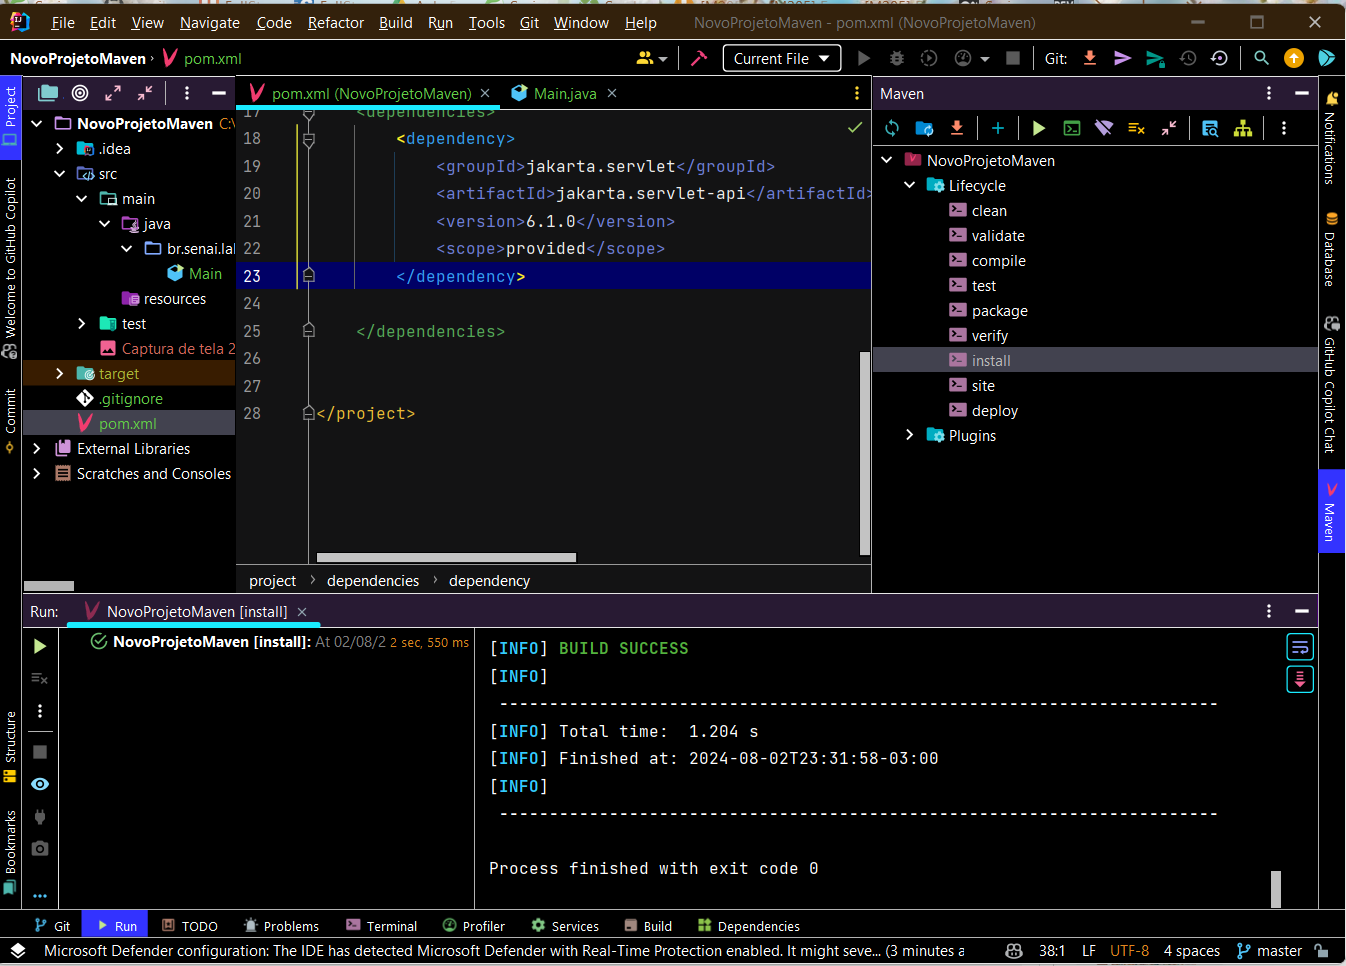 File Edit View Navigate Code Refactor Build Run Tools Git Window Help NovoProjetoMaven - pom.xml (NovoProjetoMaven)
NovoProjetoMaven › pom.xml Current File Git:
Project
Welcome to GitHub Copilot
Commit
Structure
Bookmarks
NovoProjetoMaven C:\
.idea
src
main
java
br.senai.lal
Main
resources
test
Captura de tela 2
target
.gitignore
pom.xml
External Libraries
Scratches and Consoles
pom.xml (NovoProjetoMaven) Main.java
17 <dependencies>
18 <dependency>
19 <groupId>jakarta.servlet</groupId>
20 <artifactId>jakarta.servlet-api</artifactId>
21 <version>6.1.0</version>
22 <scope>provided</scope>
23 </dependency>
24
25 </dependencies>
26
27
28 </project>
project › dependencies › dependency
Maven
NovoProjetoMaven
Lifecycle
clean
validate
compile
test
package
verify
install
site
deploy
Plugins
Notifications
Database
GitHub Copilot Chat
Maven
Run: NovoProjetoMaven [install]
NovoProjetoMaven [install]: At 02/08/2 2 sec, 550 ms
[INFO] BUILD SUCCESS
[INFO]
------------------------------------------------------------------------
[INFO] Total time:  1.204 s
[INFO] Finished at: 2024-08-02T23:31:58-03:00
[INFO]
------------------------------------------------------------------------
Process finished with exit code 0
Git Run TODO Problems Terminal Profiler Services Build Dependencies
Microsoft Defender configuration: The IDE has detected Microsoft Defender with Real-Time Protection enabled. It might seve... (3 minutes a 38:1 LF UTF-8 4 spaces master